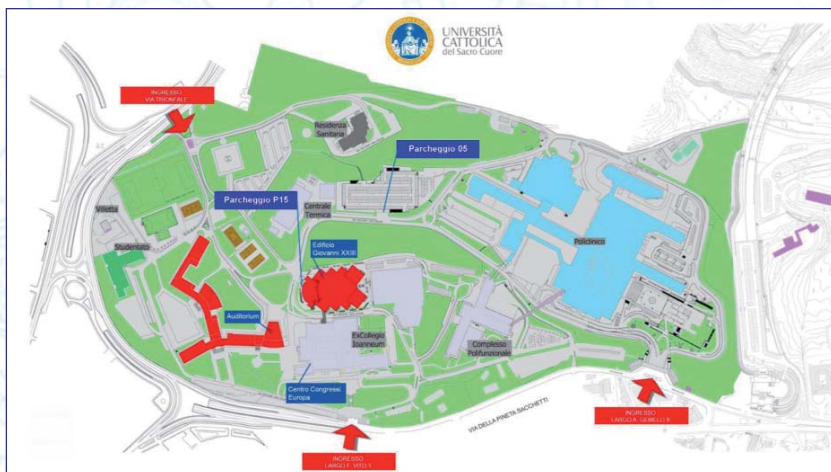 UNIVERSITÀ
CATTOLICA
del Sacro Cuore
INGRESSO
VIA TRIONFALE
Residenza
Sanitaria
Parcheggio 05
Parcheggio P15
Centrale
Termica
Villetta
Studentato
Edificio
Giovanni XXIII
Policlinico
Auditorium
ExCollegio
Ioanneum
Complesso
Polifunzionale
Centro Congressi
Europa
VIA DELLA PINETA SACCHETTI
INGRESSO
LARGO A. GEMELLI 8
INGRESSO
LARGO F. VITO 1